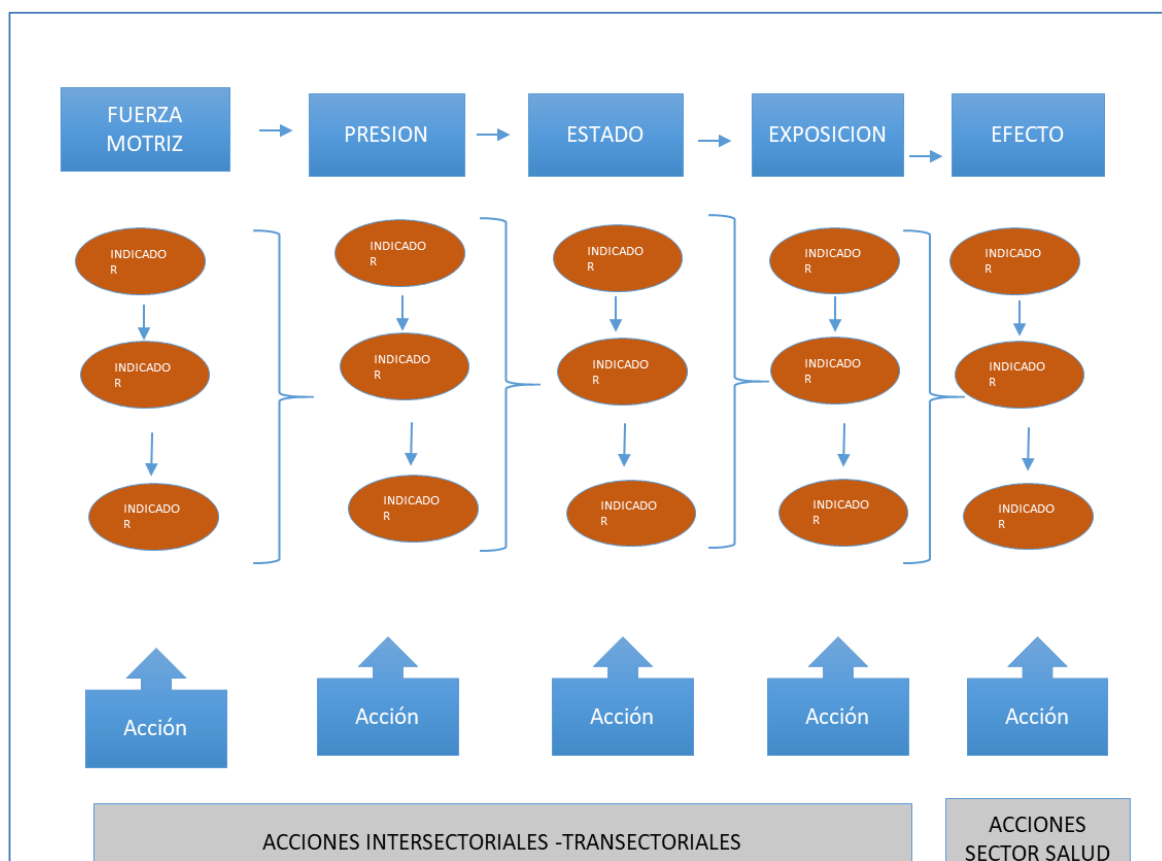 FUERZA
MOTRIZ
PRESION
ESTADO
EXPOSICION
EFECTO
INDICADO
R
INDICADO
R
INDICADO
R
INDICADO
R
INDICADO
R
INDICADO
R
INDICADO
R
INDICADO
R
INDICADO
R
INDICADO
R
INDICADO
R
INDICADO
R
INDICADO
R
INDICADO
R
INDICADO
R
Acción
Acción
Acción
Acción
Acción
ACCIONES INTERSECTORIALES -TRANSECTORIALES
ACCIONES
SECTOR SALUD